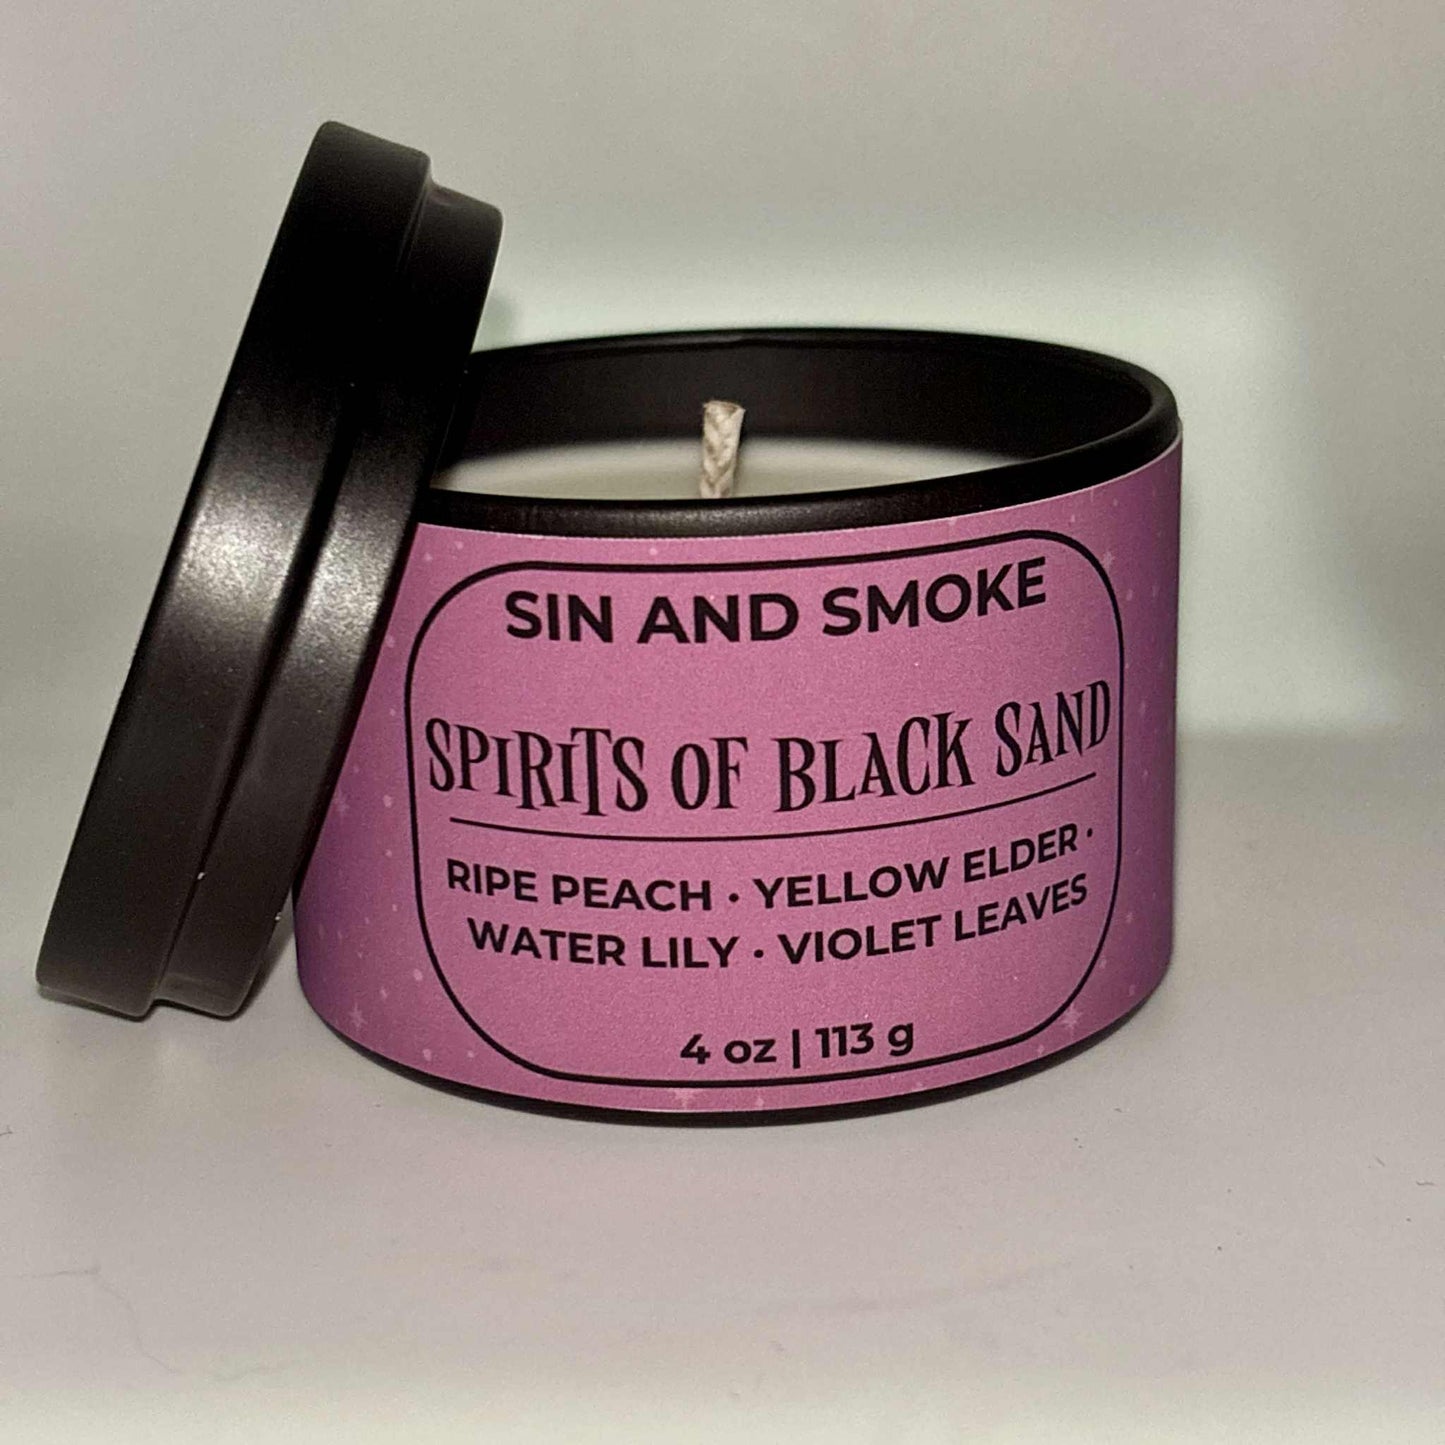 SIN AND SMOKE
SPIRITS OF BLACK SAND
RIPE PEACH · YELLOW ELDER ·
WATER LILY · VIOLET LEAVES
4 oz | 113 g